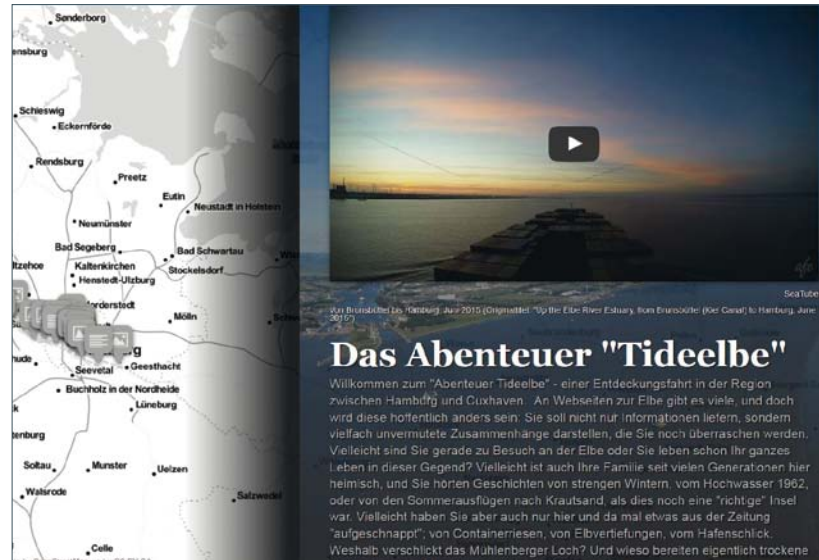 Sønderborg
ensburg
Schleswig
Eckernförde
Rendsburg
Preetz
Eutin
Neustadt in Holstein
Neumünster
Bad Segeberg
Bad Schwartau
tzehoe
Kaltenkirchen
Stockelsdorf
Henstedt-Ulzburg
orderstedt
Mölln
g
hude
Seevetal
Geesthacht
Buchholz in der Nordheide
k
Lüneburg
tenburg
Soltau
Munster
Uelzen
Walsrode
Salzwedel
Celle
SeaTube
Von Brunsbüttel bis Hamburg, Juni 2015 (Originaltitel: "Up the Elbe River Estuary, from Brunsbüttel (Kiel Canal) to Hamburg, June
2015")
Das Abenteuer "Tideelbe"
Willkommen zum "Abenteuer Tideelbe" - einer Entdeckungsfahrt in der Region
zwischen Hamburg und Cuxhaven. An Webseiten zur Elbe gibt es viele, und doch
wird diese hoffentlich anders sein: Sie soll nicht nur Informationen liefern, sondern
vielfach unvermutete Zusammenhänge darstellen, die Sie noch überraschen werden.
Vielleicht sind Sie gerade zu Besuch an der Elbe oder Sie leben schon Ihr ganzes
Leben in dieser Gegend? Vielleicht ist auch Ihre Familie seit vielen Generationen hier
heimisch, und Sie hörten Geschichten von strengen Wintern, vom Hochwasser 1962,
oder von den Sommerausflügen nach Krautsand, als dies noch eine "richtige" Insel
war. Vielleicht haben Sie aber auch nur hier und da mal etwas aus der Zeitung
"aufgeschnappt"; von Containerriesen, von Elbvertiefungen, vom Hafenschlick.
Weshalb verschlickt das Mühlenberger Loch? Und wieso bereten eigentlich trockene